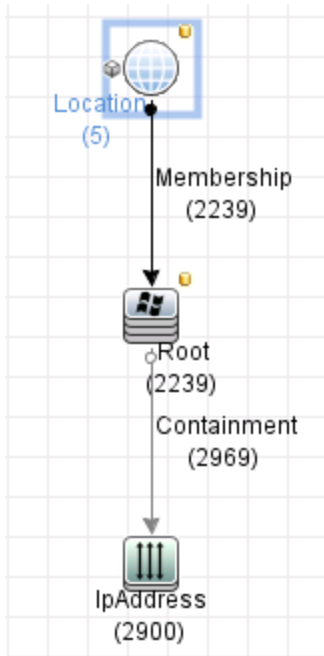 Location
(5)
Membership
(2239)
Root
(2239)
Containment
(2969)
IpAddress
(2900)